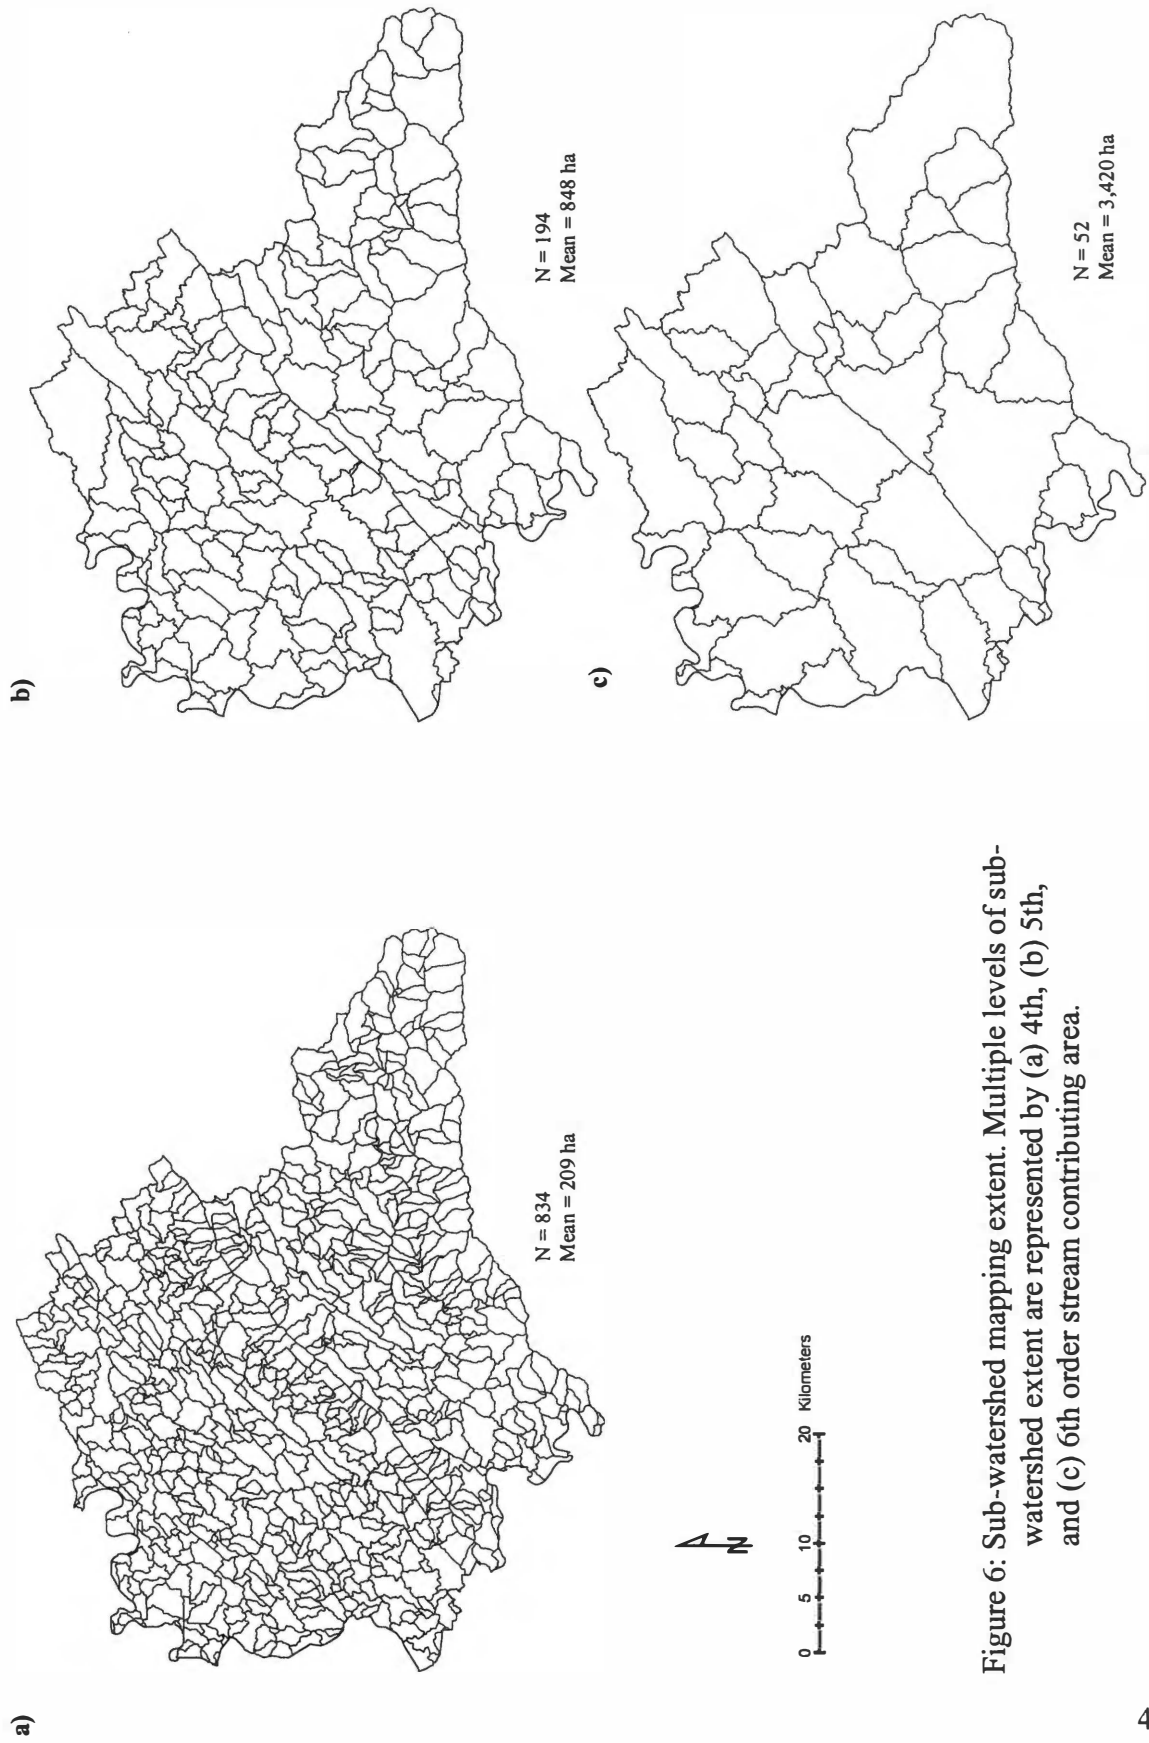 a)
N = 834
Mean = 209 ha
b)
N = 194
Mean = 848 ha
c)
N = 52
Mean = 3,420 ha
N
0 5 10 20 Kilometers
Figure 6: Sub-watershed mapping extent. Multiple levels of sub-
watershed extent are represented by (a) 4th, (b) 5th,
and (c) 6th order stream contributing area.
4